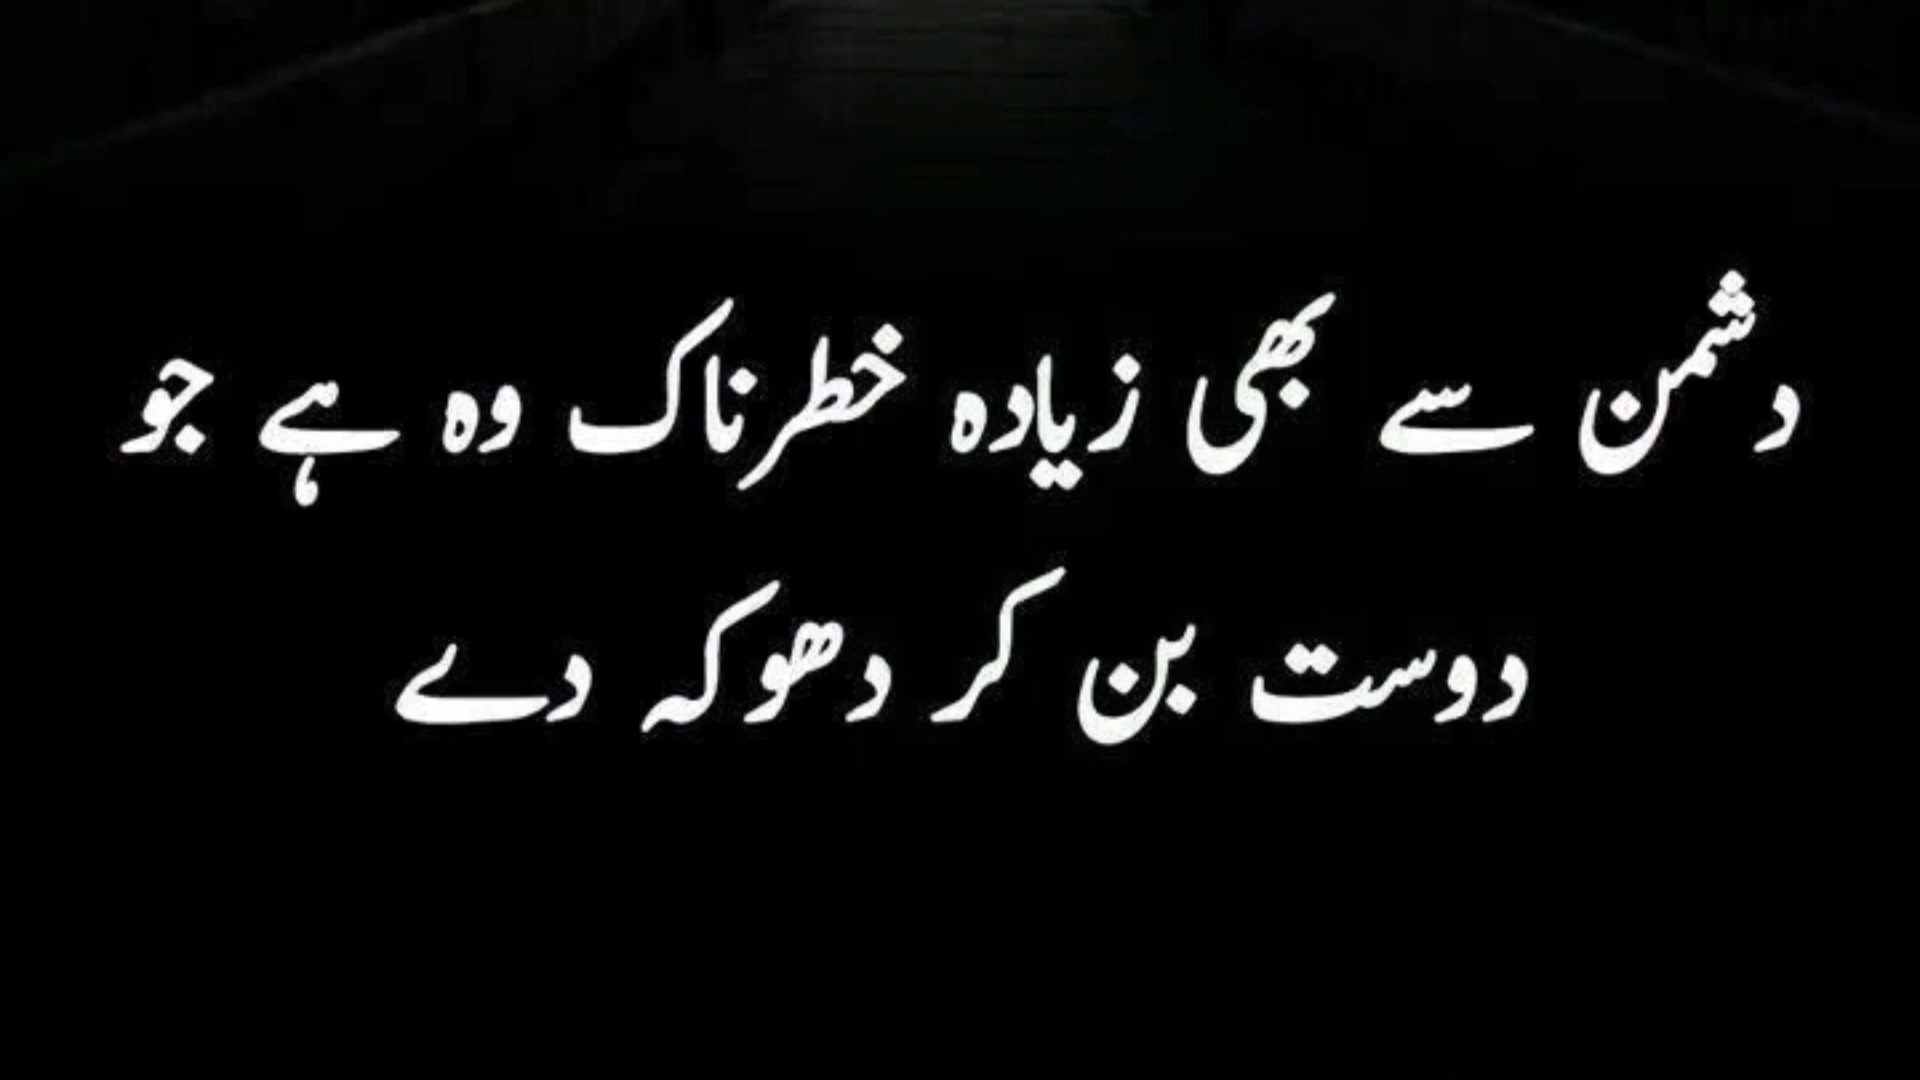 دشمن سے بھی زیادہ خطرناک وہ ہے جو
دوست بن کر دھوکہ دے